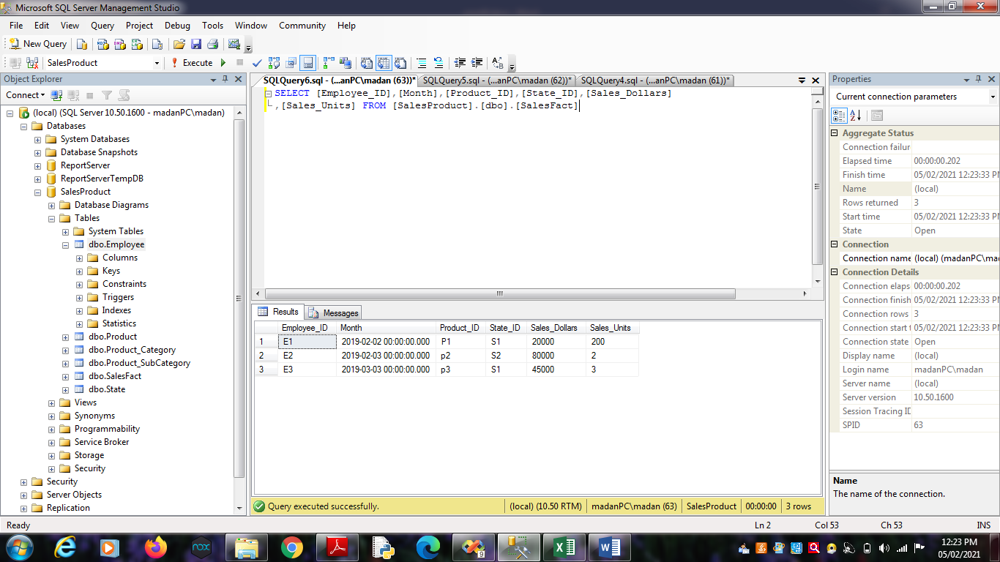 Microsoft SQL Server Management Studio
File Edit View Query Project Debug Tools Window Community Help
New Query
SalesProduct Execute
Object Explorer
Connect
(local) (SQL Server 10.50.1600 - madanPC\madan)
Databases
System Databases
Database Snapshots
ReportServer
ReportServerTempDB
SalesProduct
Database Diagrams
Tables
System Tables
dbo.Employee
Columns
Keys
Constraints
Triggers
Indexes
Statistics
dbo.Product
dbo.Product_Category
dbo.Product_SubCategory
dbo.SalesFact
dbo.State
Views
Synonyms
Programmability
Service Broker
Storage
Security
Security
Server Objects
Replication
SQLQuery6.sql - (...anPC\madan (63))* SQLQuery5.sql - (...anPC\madan (62))* SQLQuery4.sql - (...anPC\madan (61))*
SELECT [Employee_ID],[Month],[Product_ID],[State_ID],[Sales_Dollars]
,[Sales_Units] FROM [SalesProduct].[dbo].[SalesFact]
Results Messages
Employee_ID Month Product_ID State_ID Sales_Dollars Sales_Units
1 E1 2019-02-02 00:00:00.000 P1 S1 20000 200
2 E2 2019-02-03 00:00:00.000 p2 S2 80000 2
3 E3 2019-03-03 00:00:00.000 p3 S1 45000 3
Query executed successfully. (local) (10.50 RTM) madanPC\madan (63) SalesProduct 00:00:00 3 rows
Properties
Current connection parameters
Aggregate Status
Connection failur
Elapsed time 00:00:00.202
Finish time 05/02/2021 12:23:33 PM
Name (local)
Rows returned 3
Start time 05/02/2021 12:23:33 PM
State Open
Connection
Connection name (local) (madanPC\ma
Connection Details
Connection elaps 00:00:00.202
Connection finish 05/02/2021 12:23:33 PM
Connection rows 3
Connection start t 05/02/2021 12:23:33 PM
Connection state Open
Display name (local)
Login name madanPC\madan
Server name (local)
Server version 10.50.1600
Session Tracing ID
SPID 63
Name
The name of the connection.
Ready Ln 2 Col 53 Ch 53 INS
nox
12:23 PM
05/02/2021